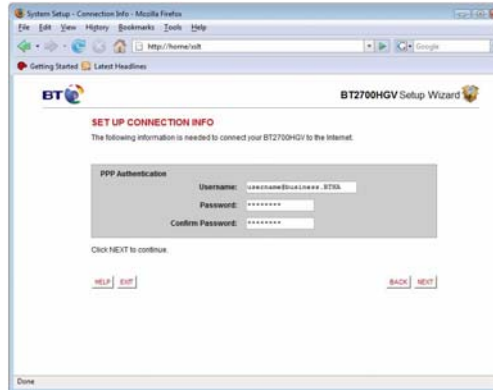 System Setup - Connection Info - Mozilla Firefox
File Edit View History Bookmarks Tools Help
http://home/xslt
Google
Getting Started Latest Headlines
BT
BT2700HGV Setup Wizard
SET UP CONNECTION INFO
The following information is needed to connect your BT2700HGV to the Internet.
PPP Authentication
Username: username@business.BTHA
Password: ********
Confirm Password: ********
Click NEXT to continue.
HELP EXIT BACK NEXT
Done